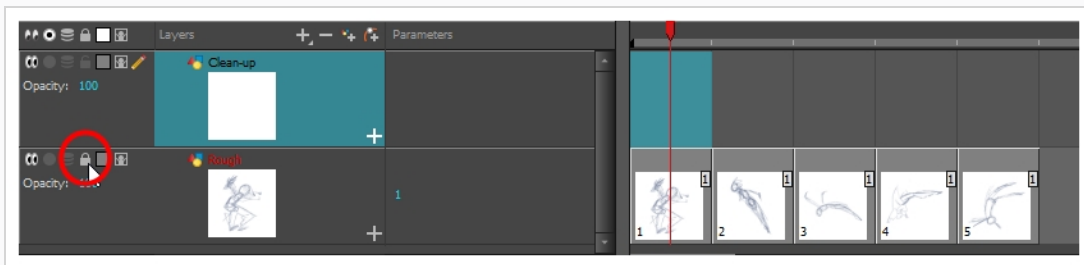 Layers Parameters
Clean-up
Opacity: 100
Rough
1 1 1 1 1
Opacity:
1
1 2 3 4 5